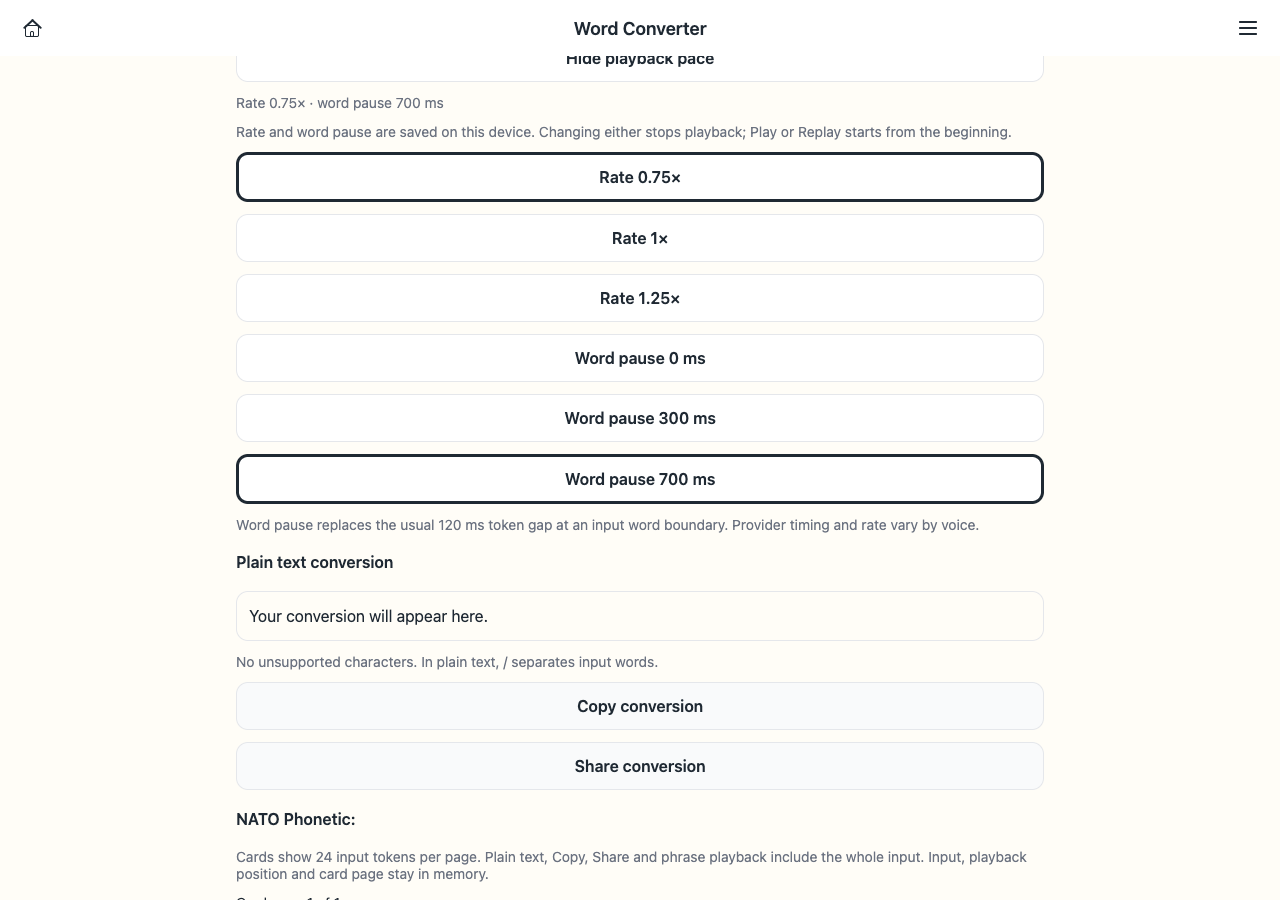 Word Converter
Hide playback pace
Rate 0.75× · word pause 700 ms
Rate and word pause are saved on this device. Changing either stops playback; Play or Replay starts from the beginning.
Rate 0.75×
Rate 1×
Rate 1.25×
Word pause 0 ms
Word pause 300 ms
Word pause 700 ms
Word pause replaces the usual 120 ms token gap at an input word boundary. Provider timing and rate vary by voice.
Plain text conversion
Your conversion will appear here.
No unsupported characters. In plain text, / separates input words.
Copy conversion
Share conversion
NATO Phonetic:
Cards show 24 input tokens per page. Plain text, Copy, Share and phrase playback include the whole input. Input, playback
position and card page stay in memory.